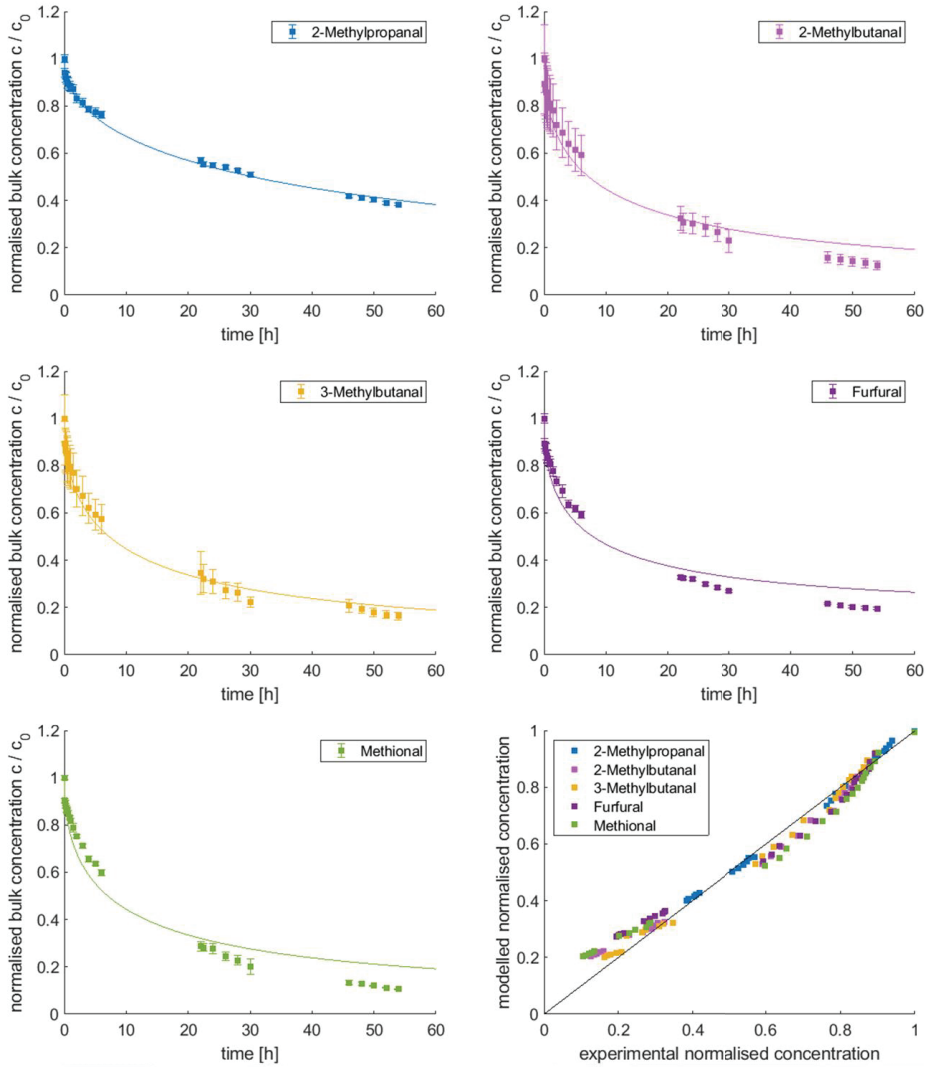 normalised bulk concentration c / c0
1.2
1
0.8
0.6
0.4
0.2
0
2-Methylpropanal
0 10 20 30 40 50 60
time [h]
normalised bulk concentration c / c0
1.2
1
0.8
0.6
0.4
0.2
0
2-Methylbutanal
0 10 20 30 40 50 60
time [h]
normalised bulk concentration c / c0
1.2
1
0.8
0.6
0.4
0.2
0
3-Methylbutanal
0 10 20 30 40 50 60
time [h]
normalised bulk concentration c / c0
1.2
1
0.8
0.6
0.4
0.2
0
Furfural
0 10 20 30 40 50 60
time [h]
normalised bulk concentration c / c0
1.2
1
0.8
0.6
0.4
0.2
0
Methional
0 10 20 30 40 50 60
time [h]
modelled normalised concentration
1
0.8
0.6
0.4
0.2
0
2-Methylpropanal
2-Methylbutanal
3-Methylbutanal
Furfural
Methional
0.2 0.4 0.6 0.8 1
experimental normalised concentration